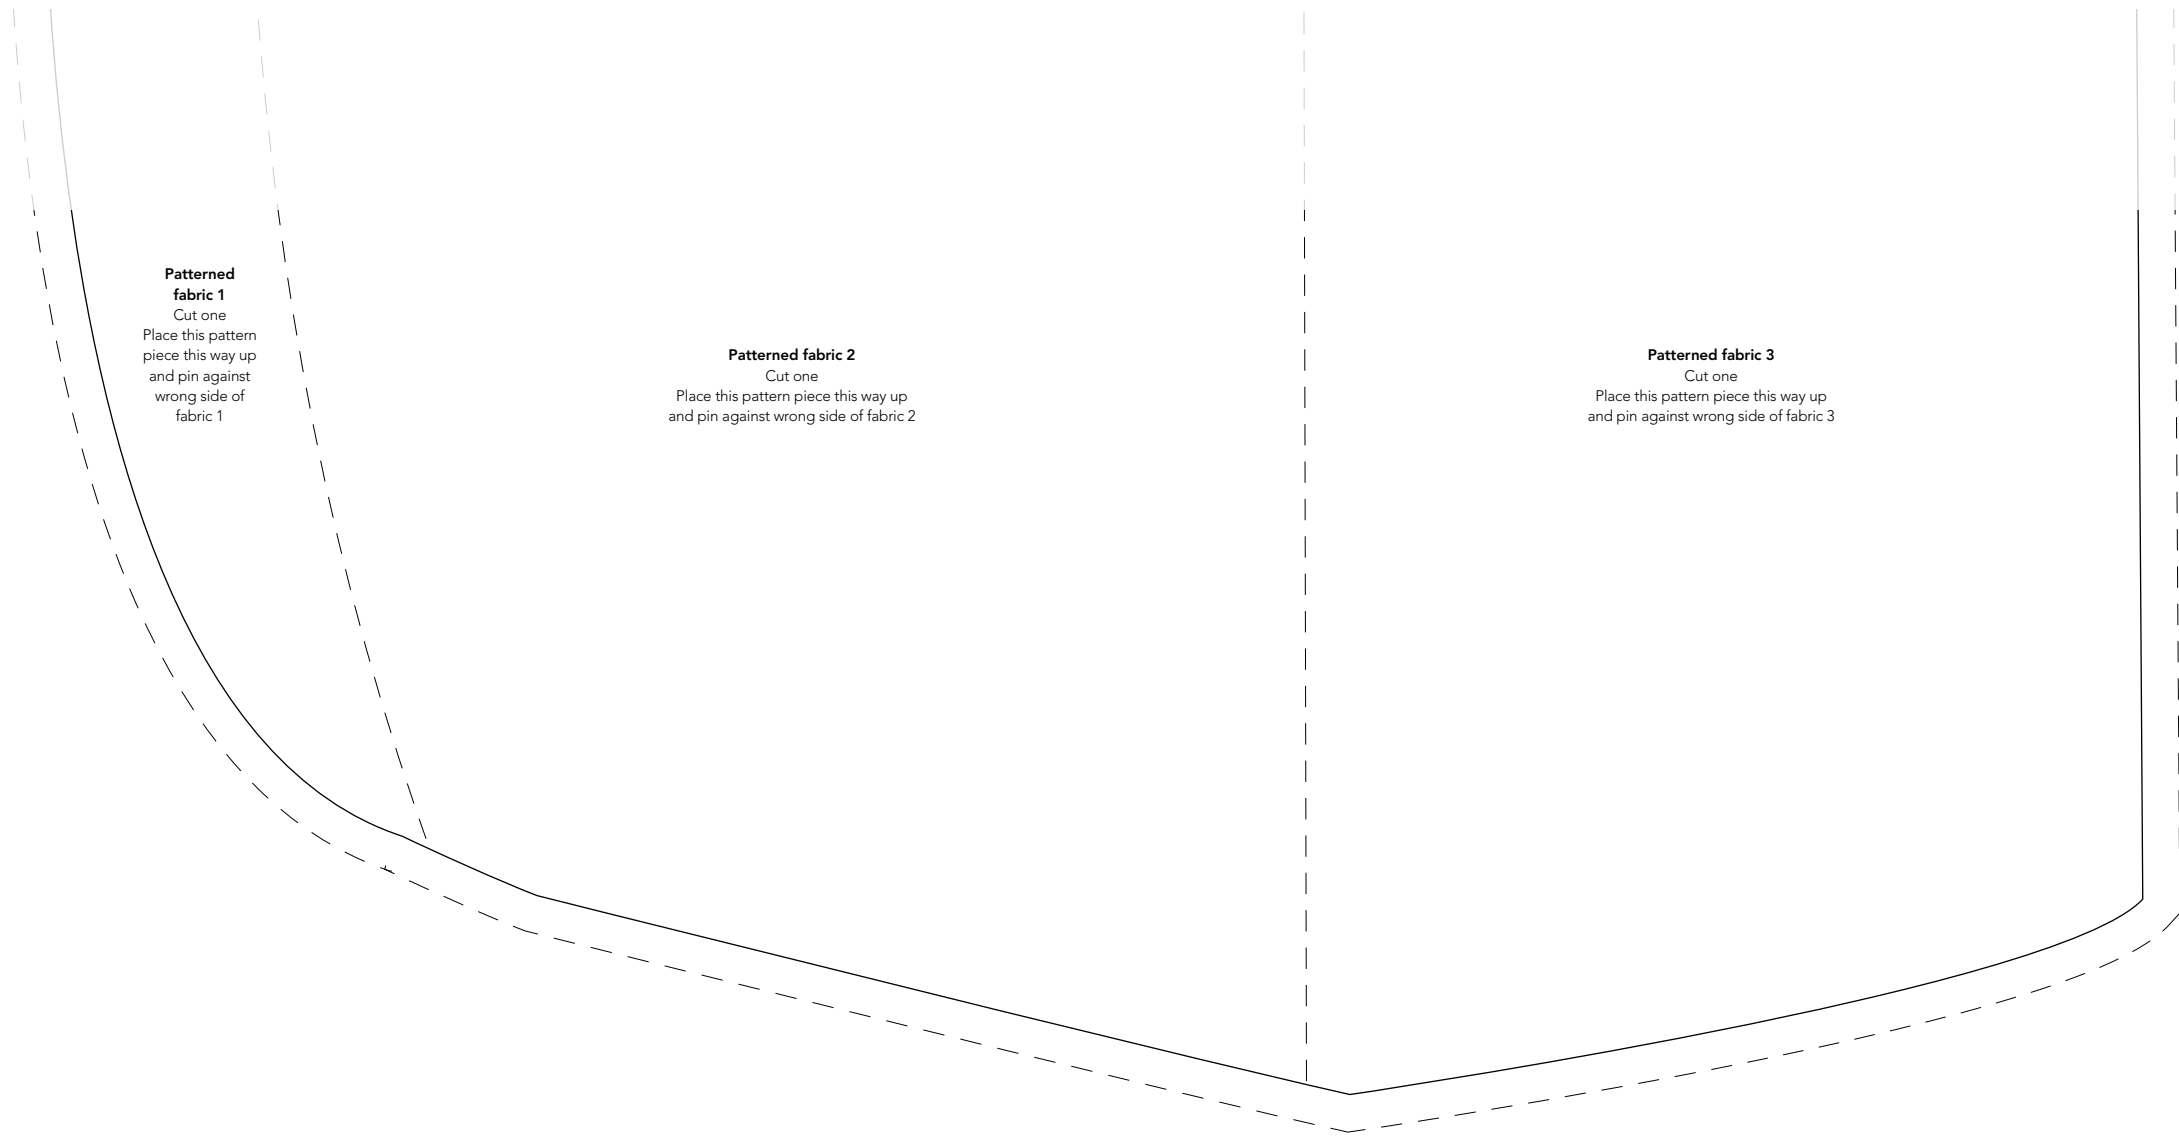 Patterned
fabric 1
Cut one
Place this pattern
piece this way up
and pin against
wrong side of
fabric 1
Patterned fabric 2
Cut one
Place this pattern piece this way up
and pin against wrong side of fabric 2
Patterned fabric 3
Cut one
Place this pattern piece this way up
and pin against wrong side of fabric 3